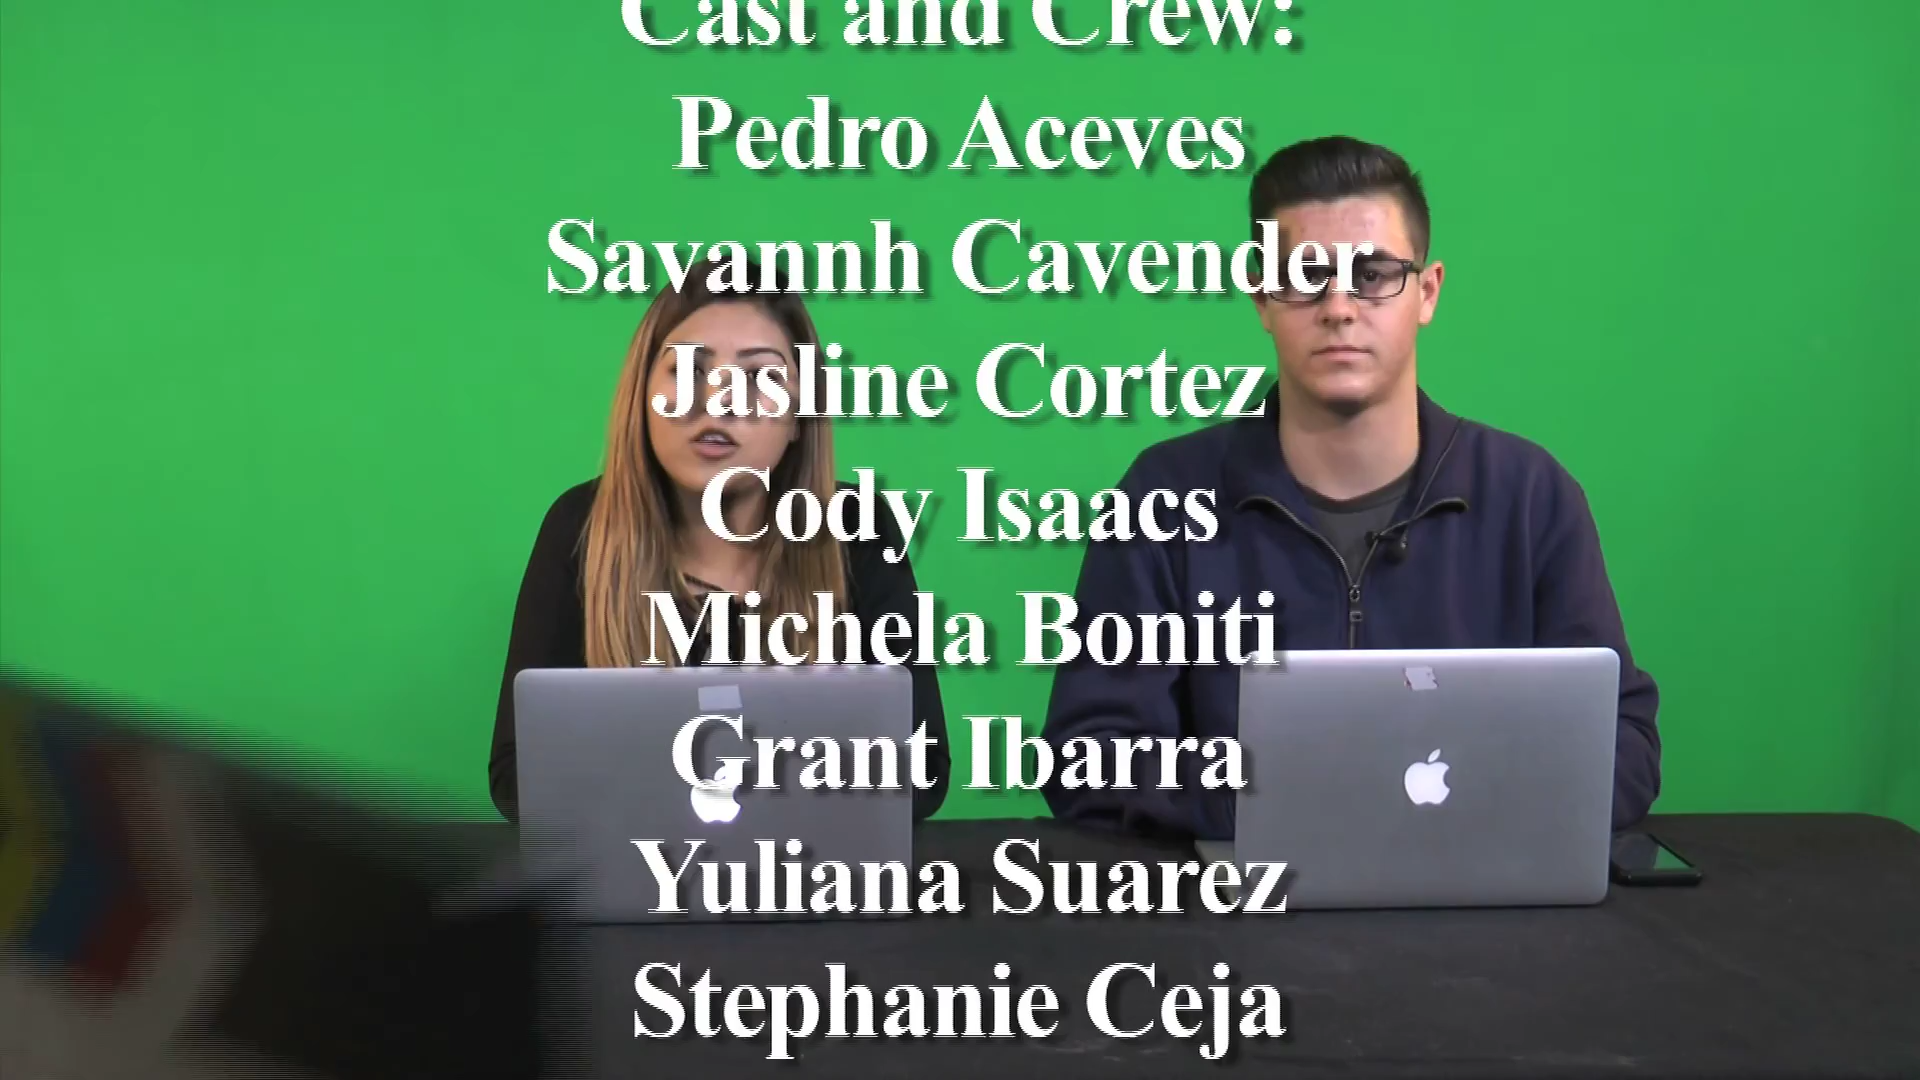 Cast and Crew:
Pedro Aceves
Savannh Cavender
Jasline Cortez
Cody Isaacs
Michela Boniti
Grant Ibarra
Yuliana Suarez
Stephanie Ceja